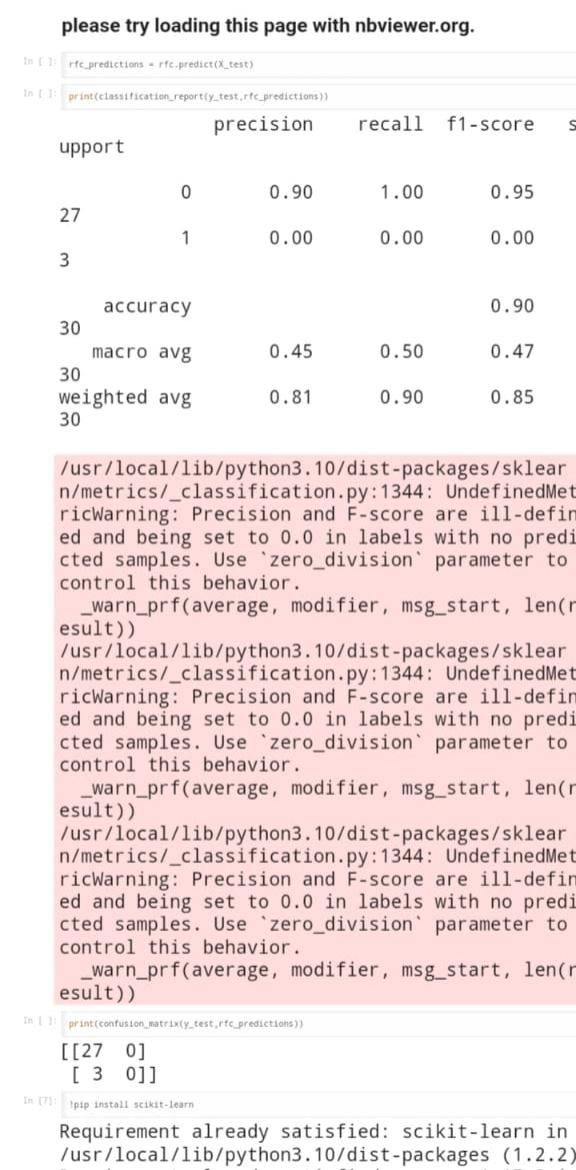 please try loading this page with nbviewer.org.
In [ ]: rfc_predictions = rfc.predict(X_test)
In [ ]: print(classification_report(y_test,rfc_predictions))
precision recall f1-score s
upport
0 0.90 1.00 0.95
27
1 0.00 0.00 0.00
3
accuracy 0.90
30
macro avg 0.45 0.50 0.47
30
weighted avg 0.81 0.90 0.85
30
/usr/local/lib/python3.10/dist-packages/sklear
n/metrics/_classification.py:1344: UndefinedMet
ricWarning: Precision and F-score are ill-defin
ed and being set to 0.0 in labels with no predi
cted samples. Use `zero_division` parameter to
control this behavior.
_warn_prf(average, modifier, msg_start, len(r
esult))
/usr/local/lib/python3.10/dist-packages/sklear
n/metrics/_classification.py:1344: UndefinedMet
ricWarning: Precision and F-score are ill-defin
ed and being set to 0.0 in labels with no predi
cted samples. Use `zero_division` parameter to
control this behavior.
_warn_prf(average, modifier, msg_start, len(r
esult))
/usr/local/lib/python3.10/dist-packages/sklear
n/metrics/_classification.py:1344: UndefinedMet
ricWarning: Precision and F-score are ill-defin
ed and being set to 0.0 in labels with no predi
cted samples. Use `zero_division` parameter to
control this behavior.
_warn_prf(average, modifier, msg_start, len(r
esult))
In [ ]: print(confusion_matrix(y_test,rfc_predictions))
[[27 0]
[ 3 0]]
In [7]: !pip install scikit-learn
Requirement already satisfied: scikit-learn in
/usr/local/lib/python3.10/dist-packages (1.2.2)